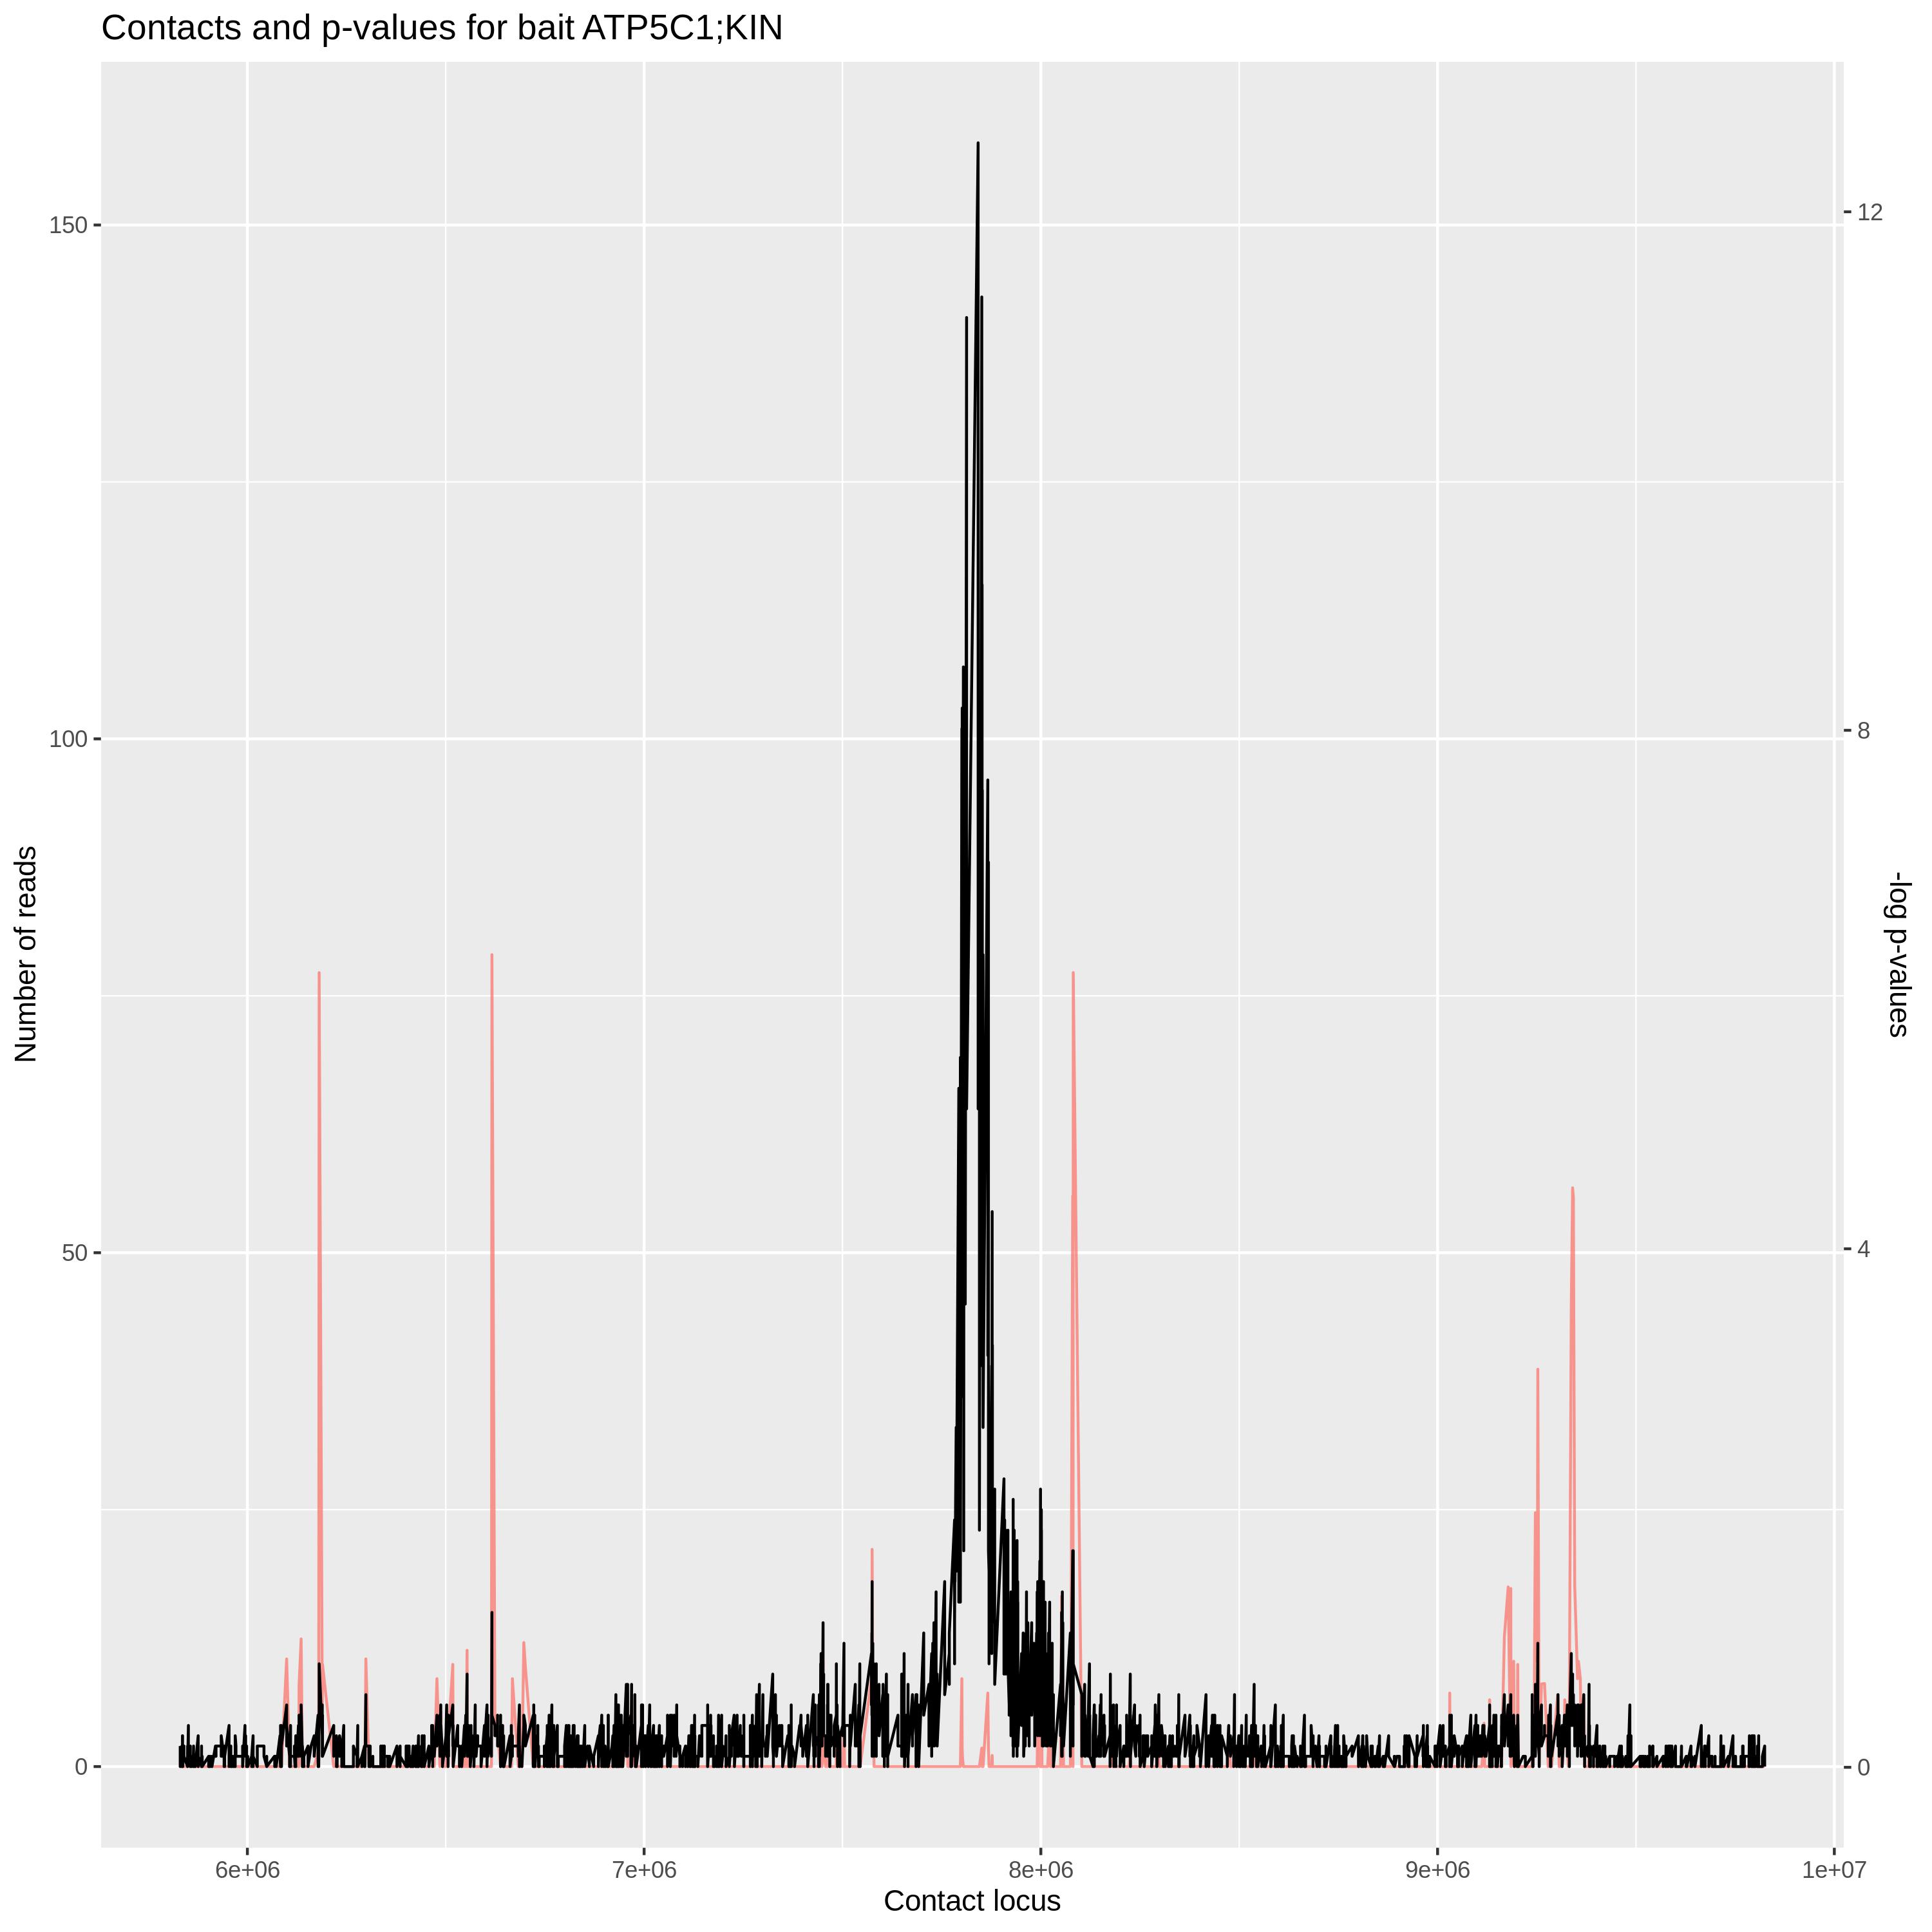 Contacts and p-values for bait ATP5C1;KIN
150
100
50
0
Number of reads
12
8
4
0
-log p-values
6e+06
7e+06
8e+06
9e+06
1e+07
Contact locus